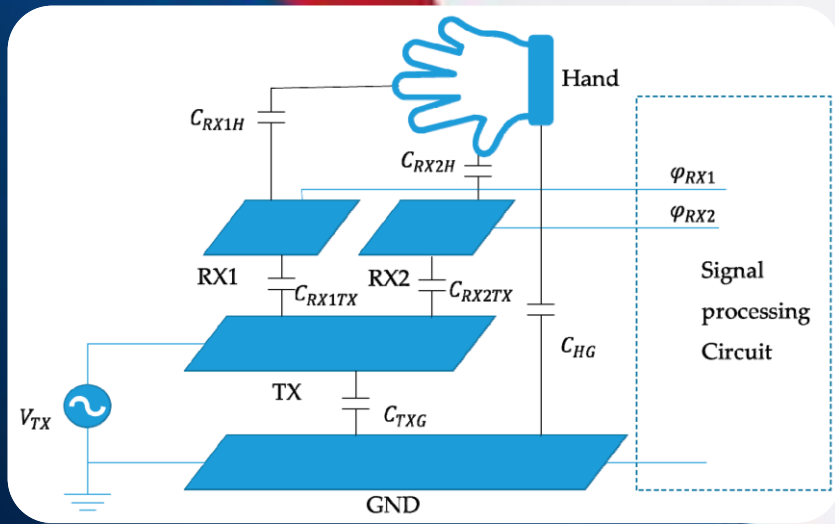 Hand
C_RX1H
C_RX2H
φ_RX1
φ_RX2
RX1
RX2
C_RX1TX
C_RX2TX
Signal
processing
Circuit
C_HG
TX
V_TX
C_TXG
GND